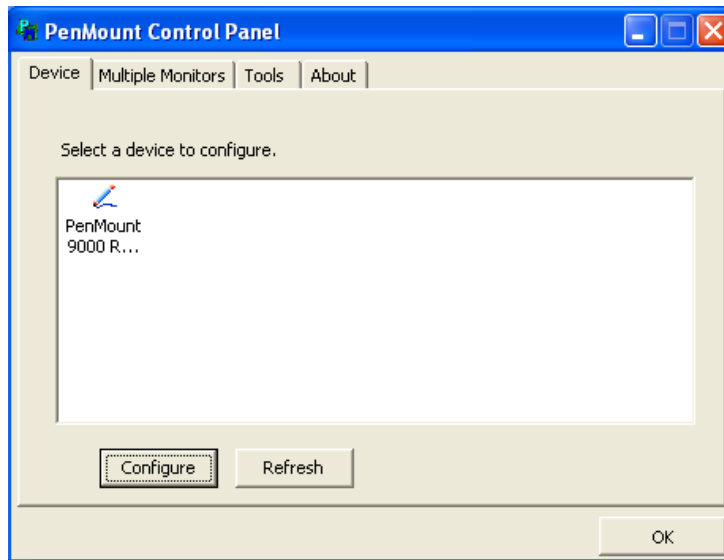 PenMount Control Panel
Device Multiple Monitors Tools About
Select a device to configure.
PenMount
9000 R...
Configure Refresh
OK